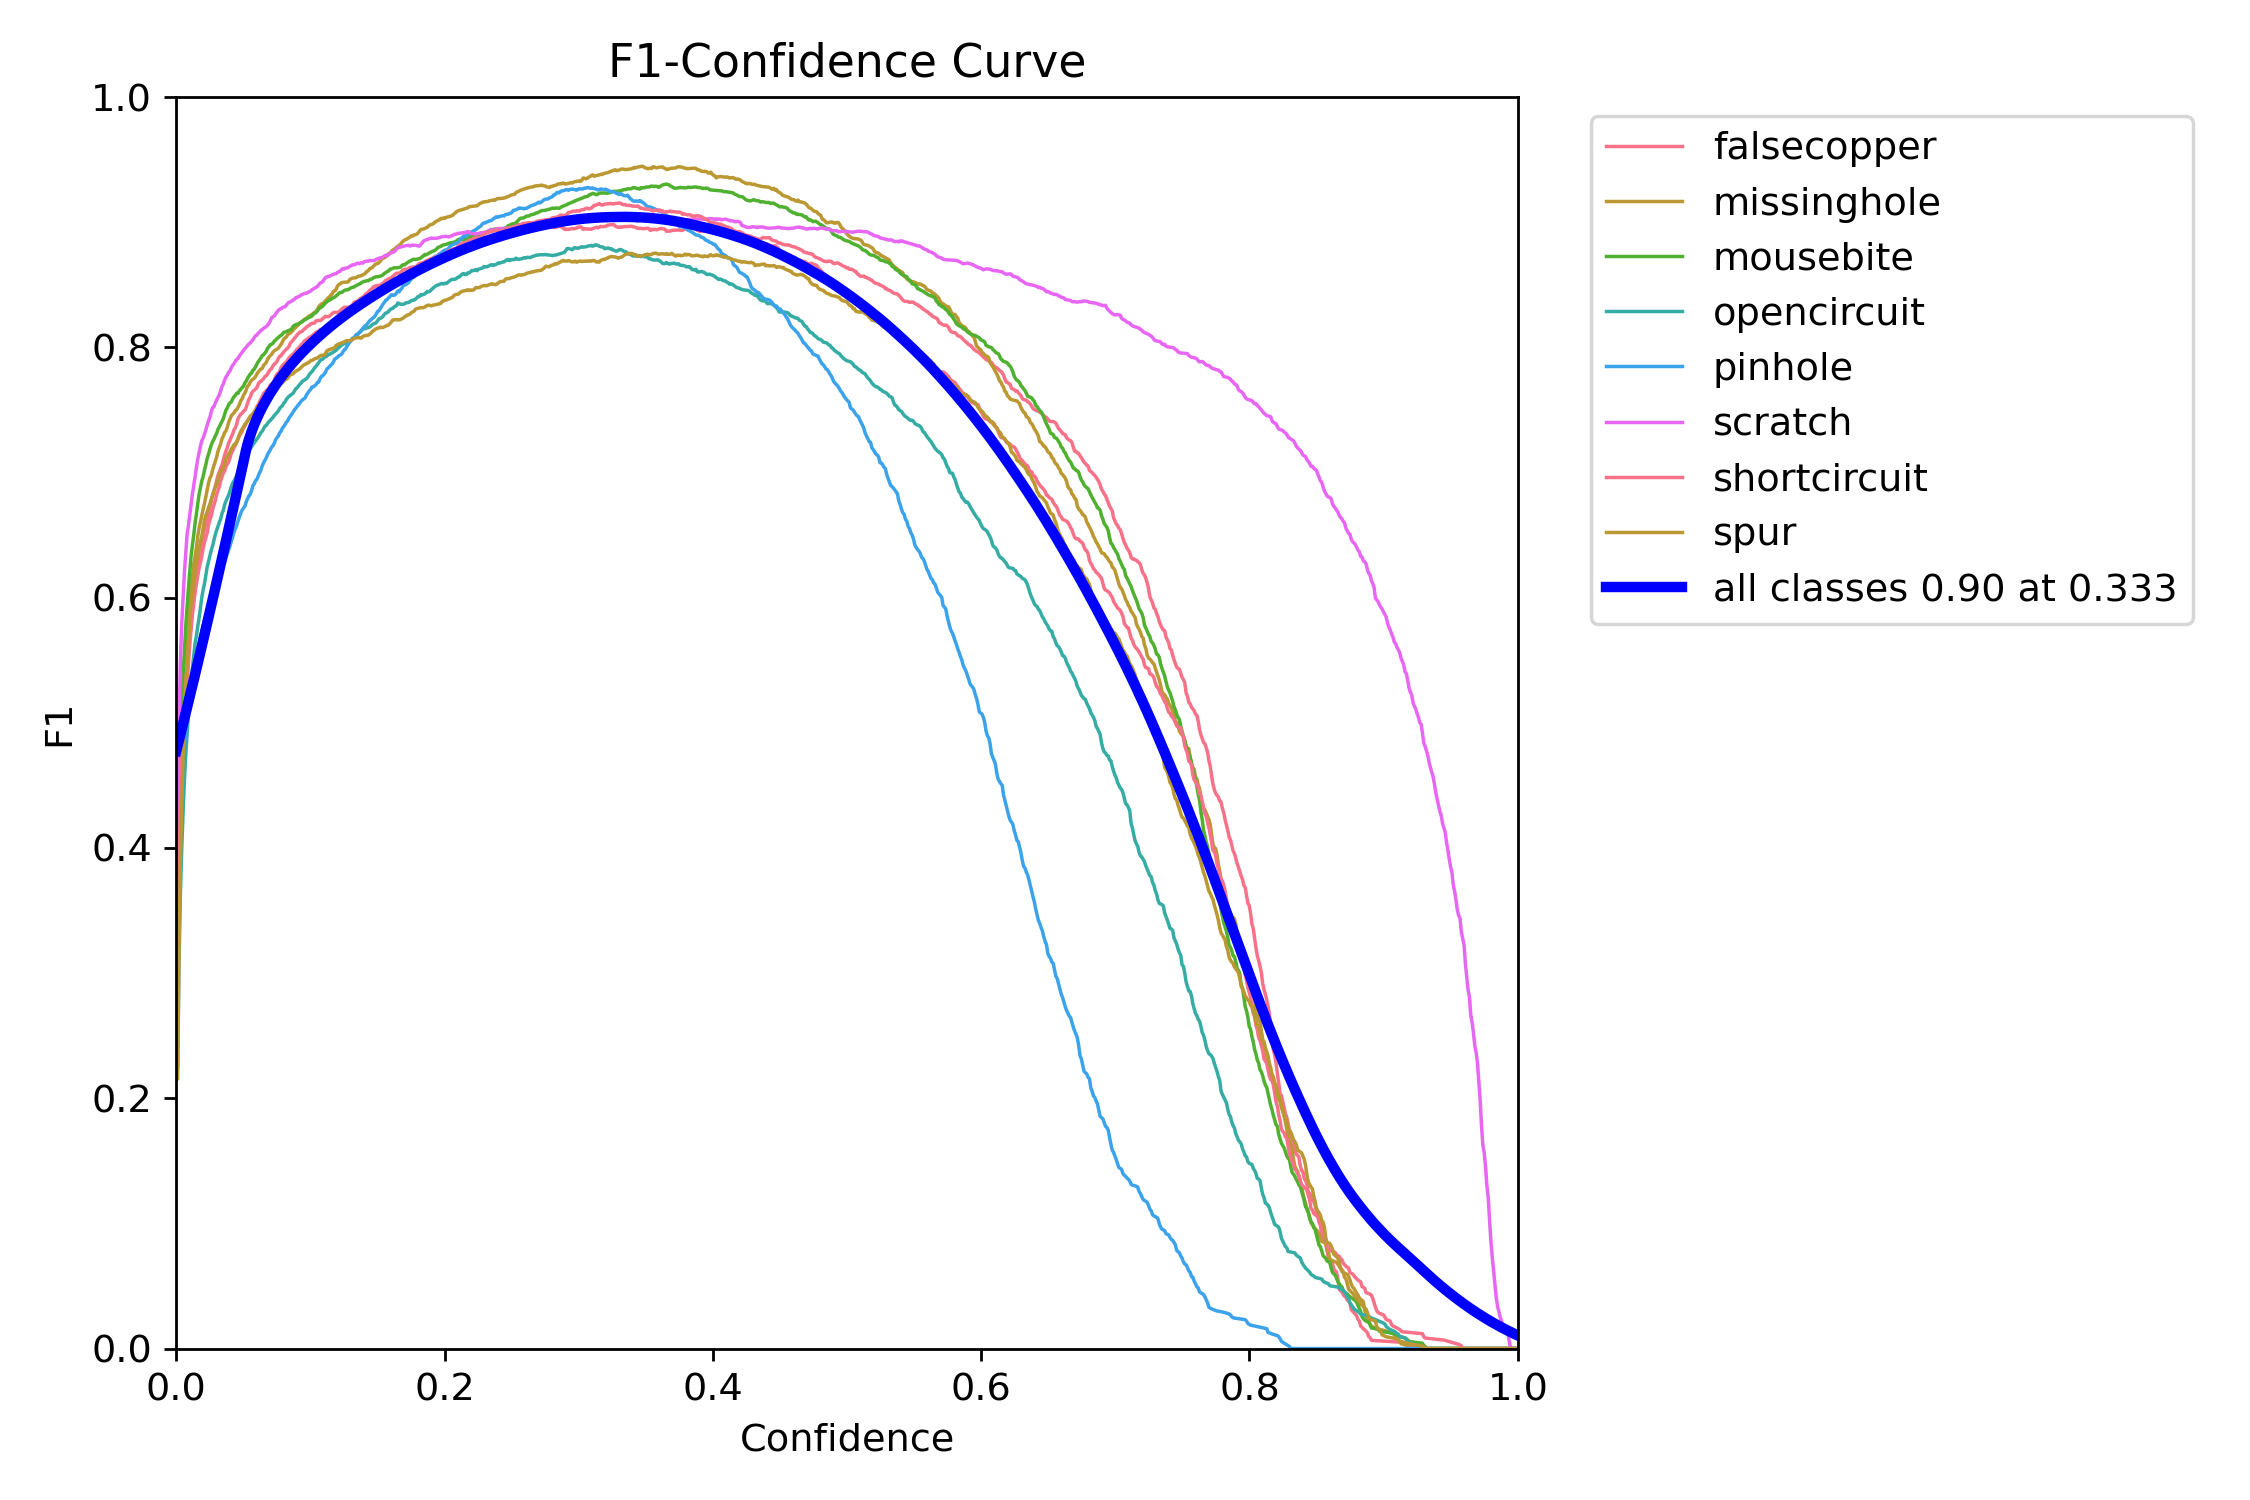 F1-Confidence Curve
1.0
0.8
0.6
0.4
0.2
0.0
F1
0.0 0.2 0.4 0.6 0.8 1.0
Confidence
falsecopper
missinghole
mousebite
opencircuit
pinhole
scratch
shortcircuit
spur
all classes 0.90 at 0.333